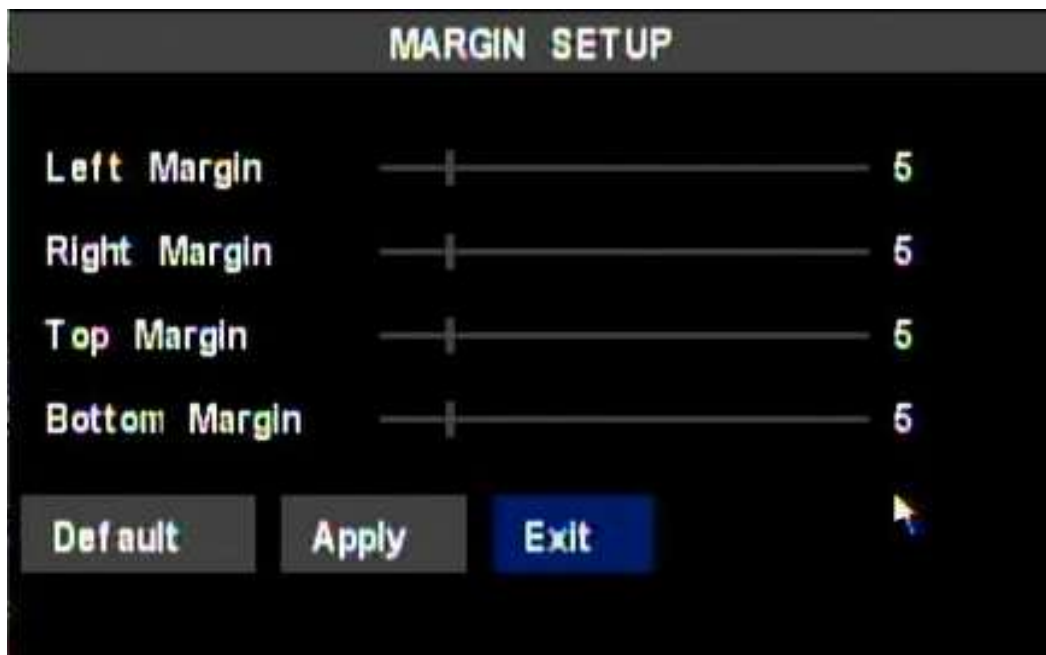 MARGIN SETUP
Left Margin 5
Right Margin 5
Top Margin 5
Bottom Margin 5
Default Apply Exit